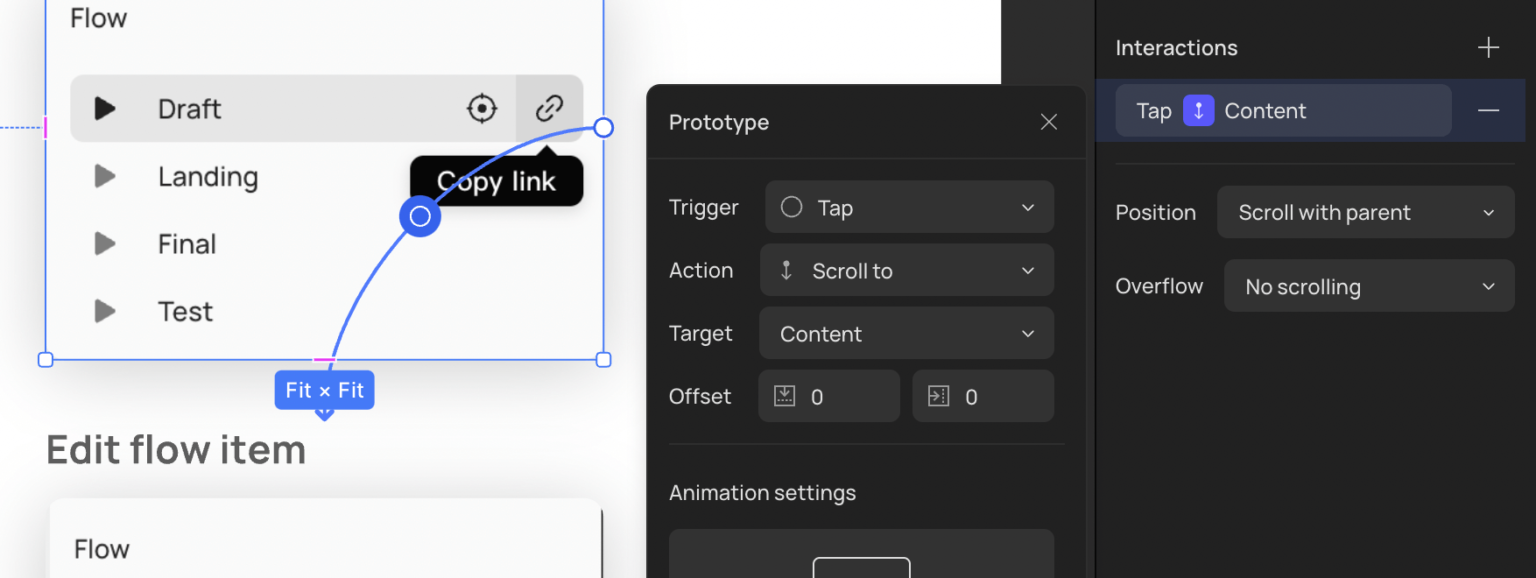 Flow
Draft
Copy link
Landing
Final
Test
Fit × Fit
Edit flow item
Flow
Prototype
Trigger Tap
Action Scroll to
Target Content
Offset 0 0
Animation settings
Interactions
Tap Content
Position Scroll with parent
Overflow No scrolling